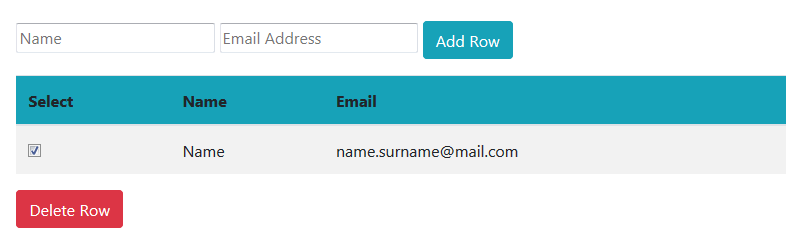 Name Email Address Add Row
Select Name Email
Name name.surname@mail.com
Delete Row